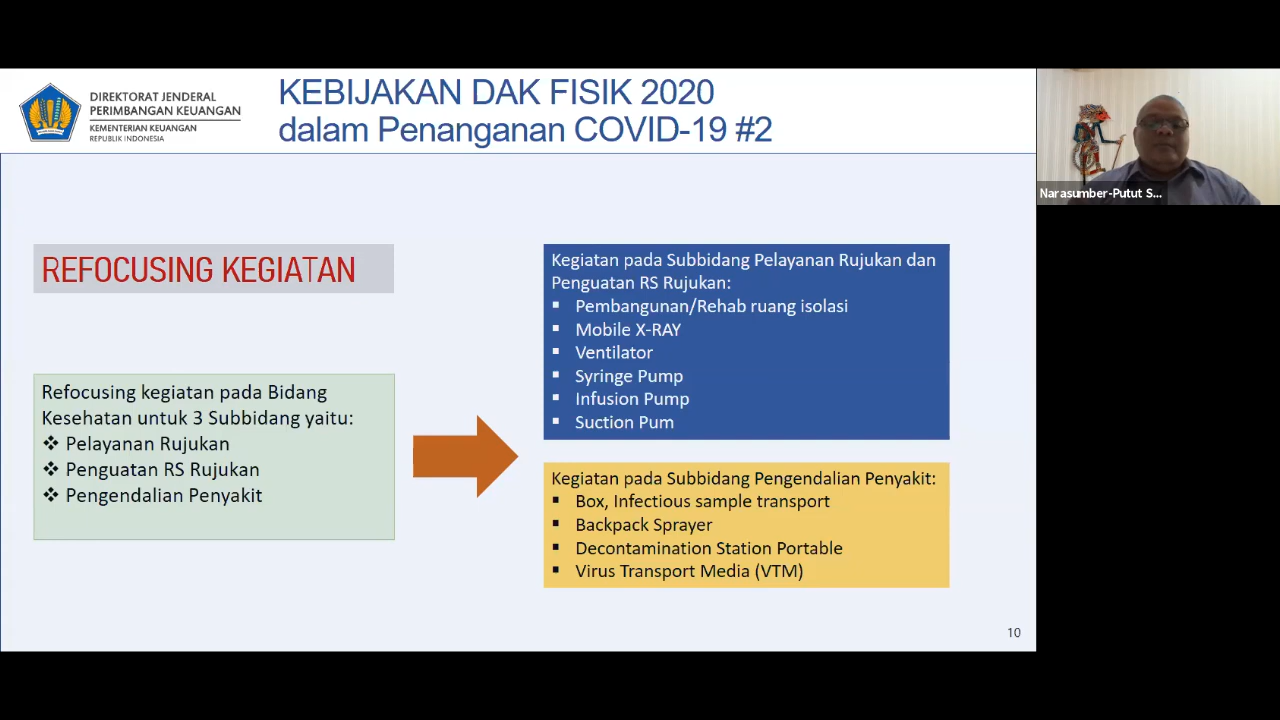 DIREKTORAT JENDERAL
PERIMBANGAN KEUANGAN
KEMENTERIAN KEUANGAN
REPUBLIK INDONESIA
KEBIJAKAN DAK FISIK 2020
dalam Penanganan COVID-19 #2
Narasumber-Putut S...
REFOCUSING KEGIATAN
Refocusing kegiatan pada Bidang
Kesehatan untuk 3 Subbidang yaitu:
❖ Pelayanan Rujukan
❖ Penguatan RS Rujukan
❖ Pengendalian Penyakit
Kegiatan pada Subbidang Pelayanan Rujukan dan
Penguatan RS Rujukan:
▪ Pembangunan/Rehab ruang isolasi
▪ Mobile X-RAY
▪ Ventilator
▪ Syringe Pump
▪ Infusion Pump
▪ Suction Pum
Kegiatan pada Subbidang Pengendalian Penyakit:
▪ Box, Infectious sample transport
▪ Backpack Sprayer
▪ Decontamination Station Portable
▪ Virus Transport Media (VTM)
10